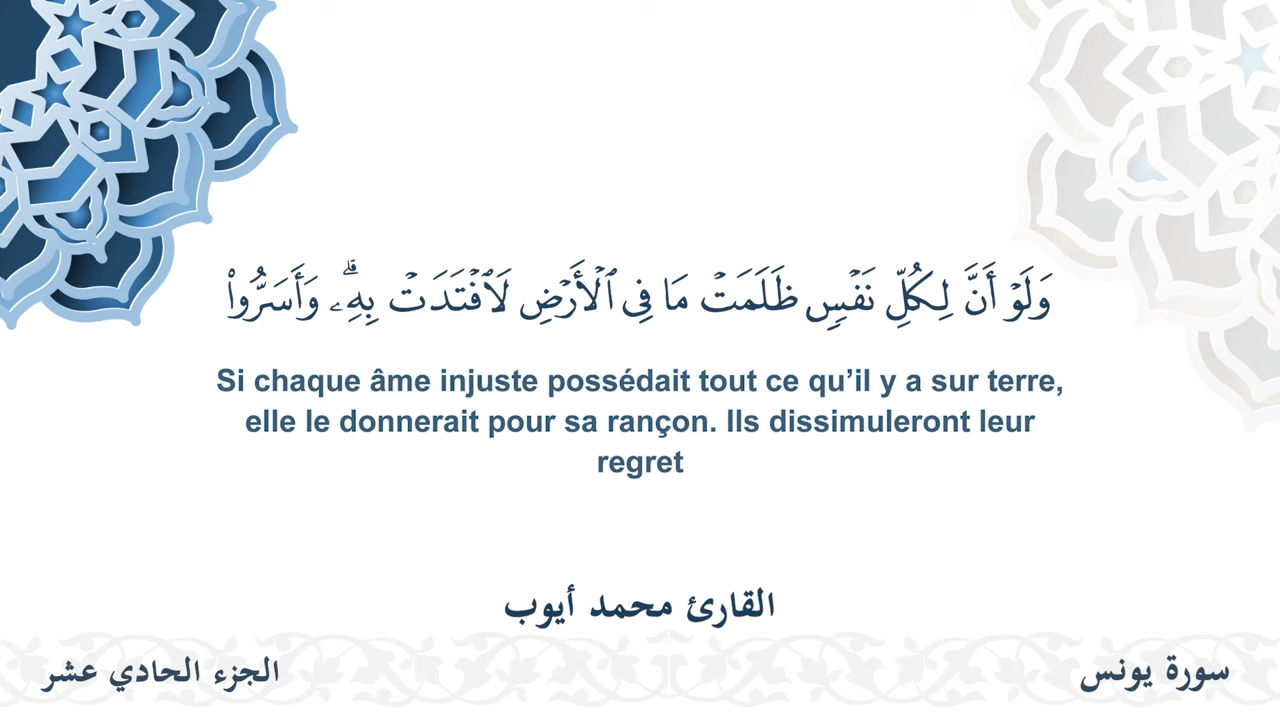 وَلَوۡ أَنَّ لِكُلِّ نَفۡسٖ ظَلَمَتۡ مَا فِي ٱلۡأَرۡضِ لَٱفۡتَدَتۡ بِهِۦۗ وَأَسَرُّواْ
Si chaque âme injuste possédait tout ce qu’il y a sur terre,
elle le donnerait pour sa rançon. Ils dissimuleront leur
regret
القارئ محمد أيوب
سورة يونس
الجزء الحادي عشر